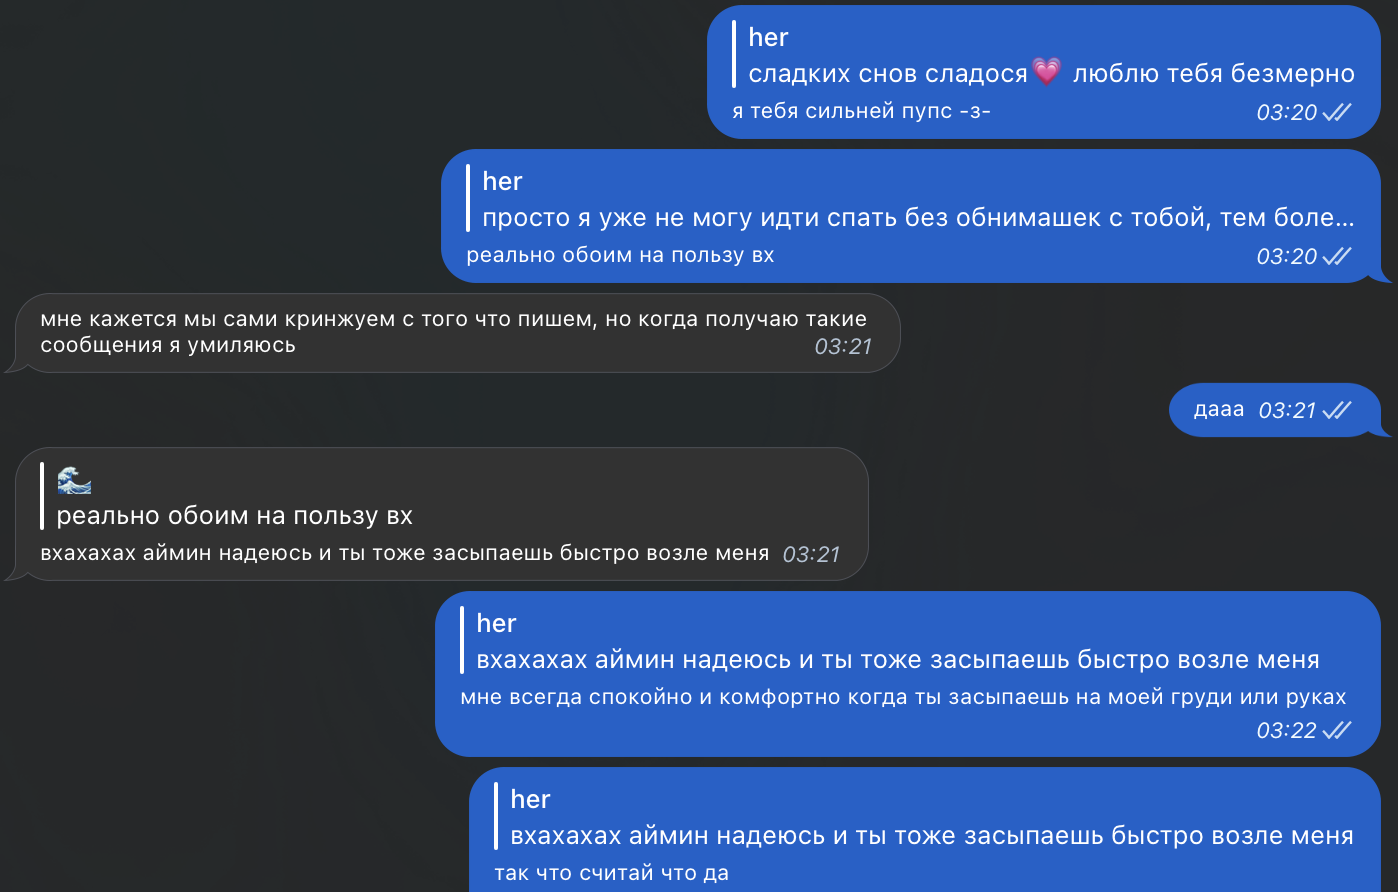 her
сладких снов сладося💗 люблю тебя безмерно
я тебя сильней пупс -з-
03:20
her
просто я уже не могу идти спать без обнимашек с тобой, тем боле...
реально обоим на пользу вх
03:20
мне кажется мы сами кринжуем с того что пишем, но когда получаю такие
сообщения я умиляюсь
03:21
дааа 03:21
🌊
реально обоим на пользу вх
вхахахах аймин надеюсь и ты тоже засыпаешь быстро возле меня 03:21
her
вхахахах аймин надеюсь и ты тоже засыпаешь быстро возле меня
мне всегда спокойно и комфортно когда ты засыпаешь на моей груди или руках
03:22
her
вхахахах аймин надеюсь и ты тоже засыпаешь быстро возле меня
так что считай что да